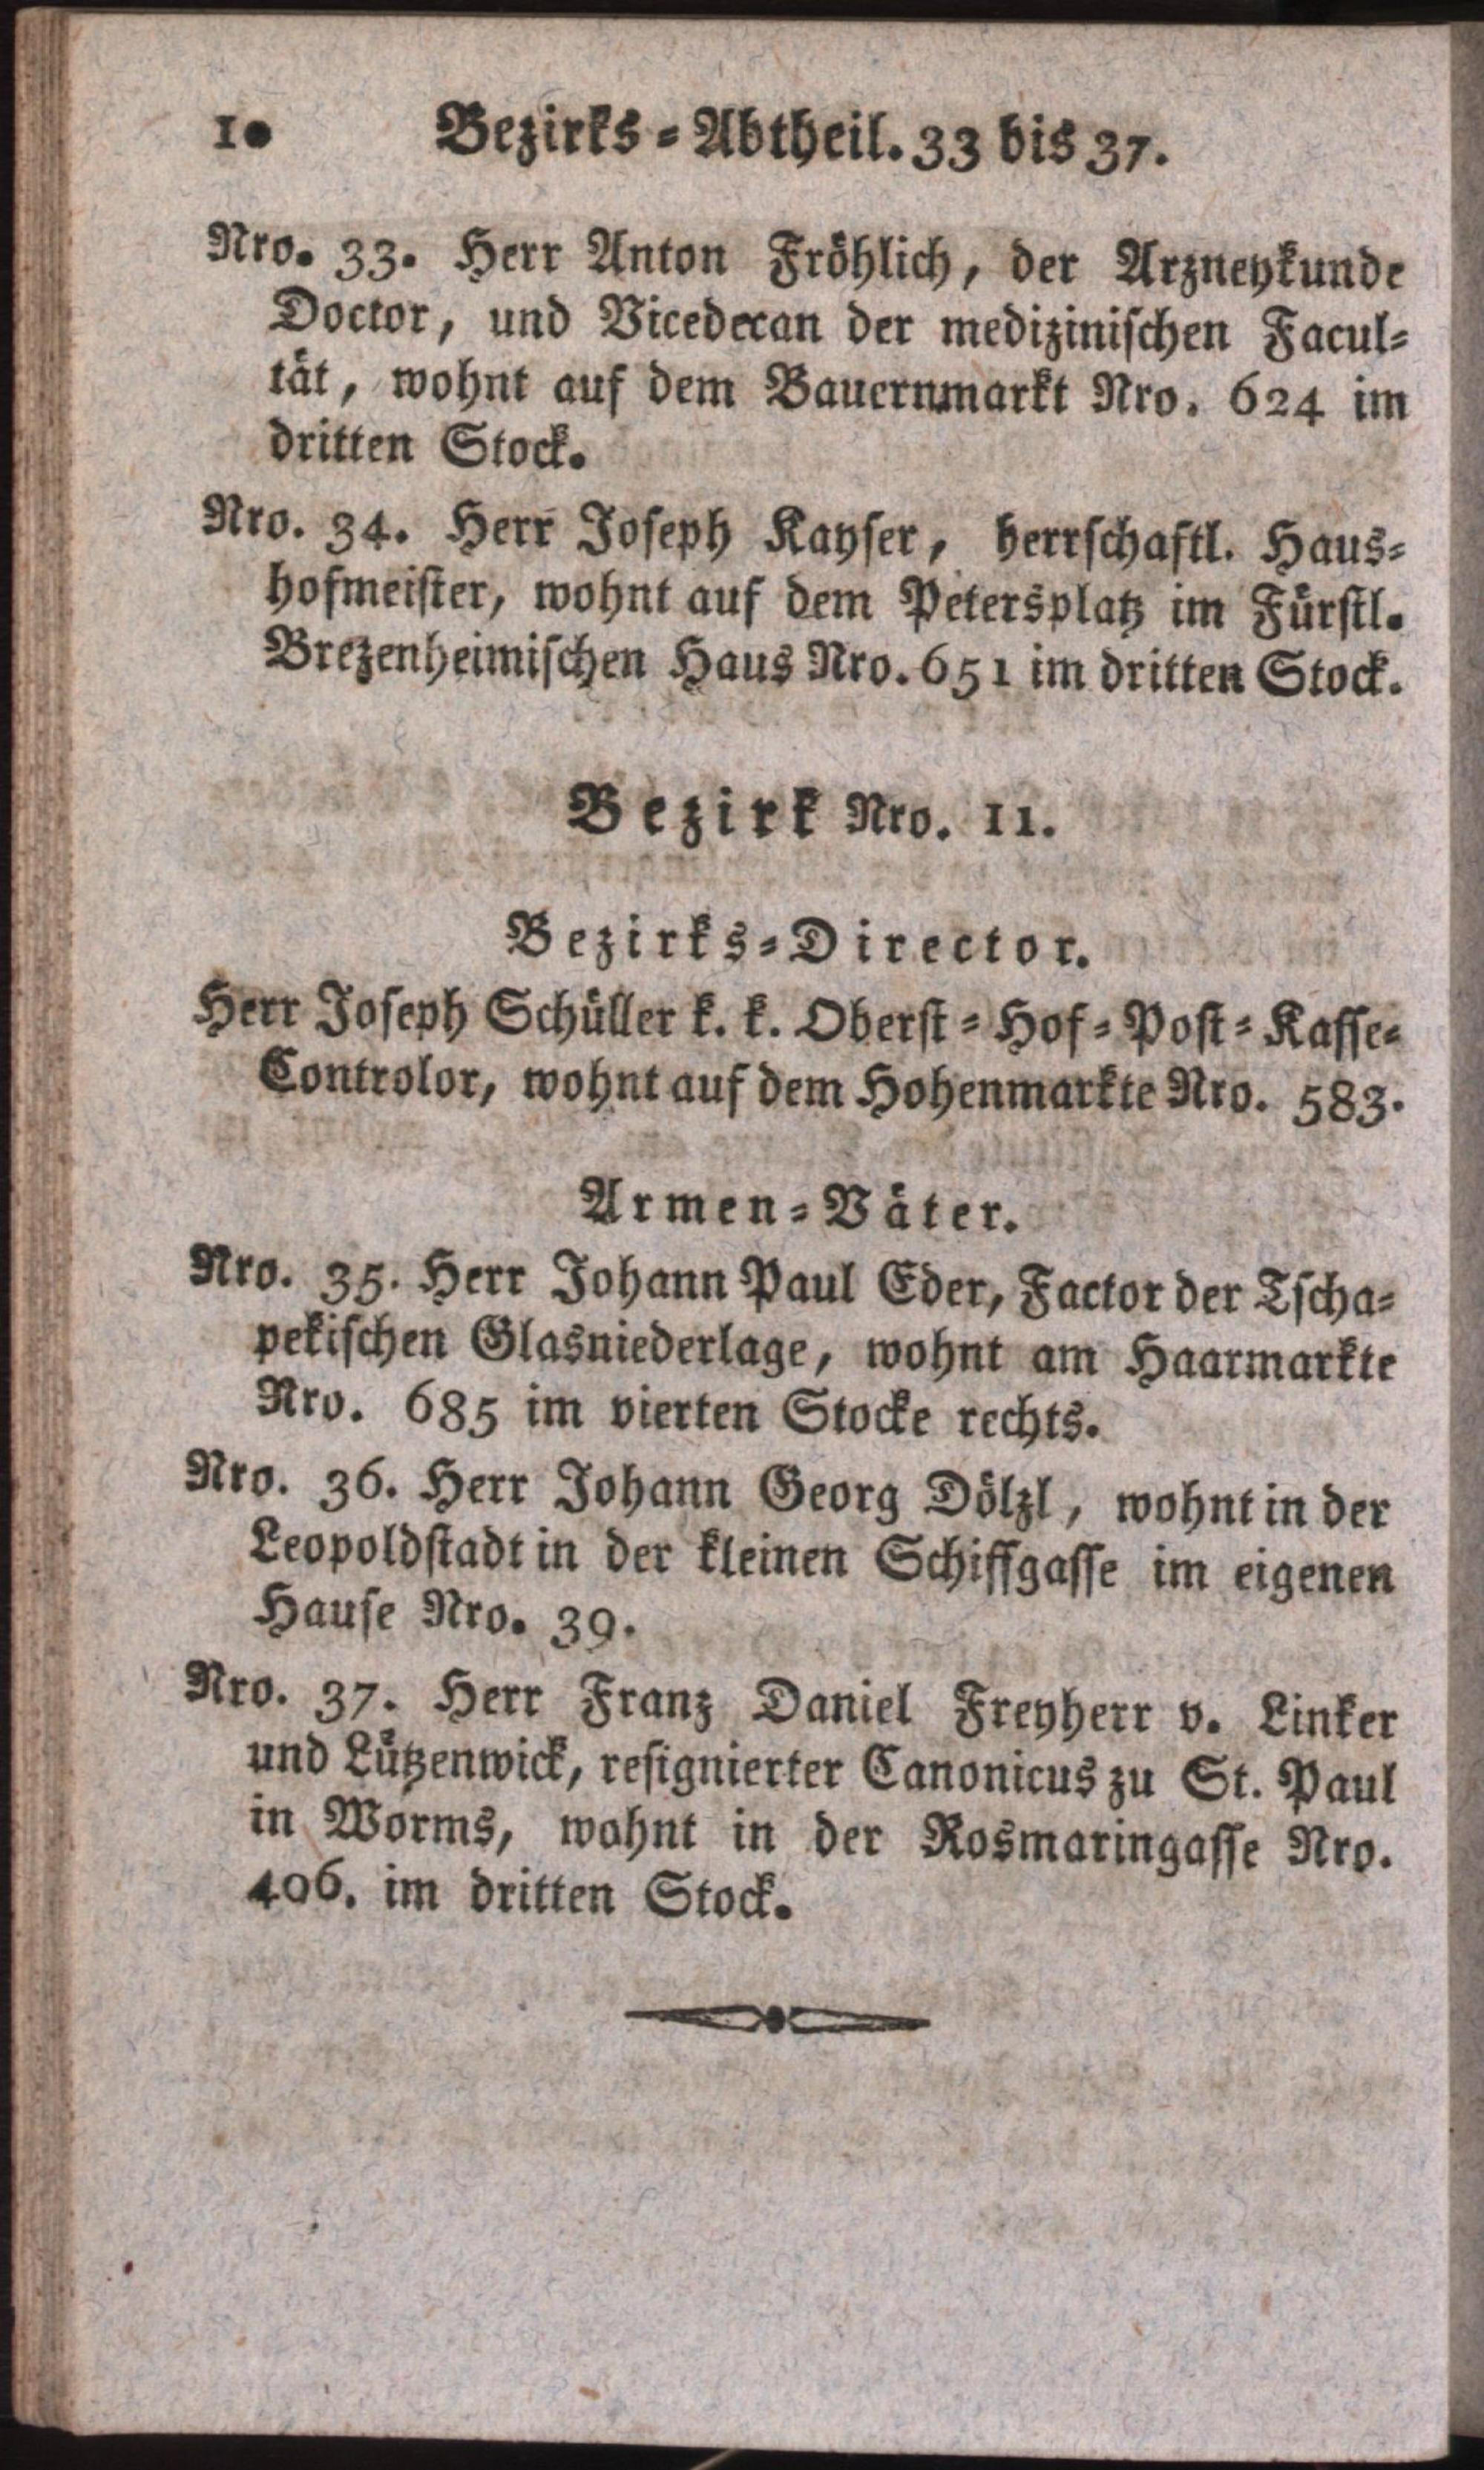 10 Bezirks-Abtheil. 33 bis 37.
Nro. 33. Herr Anton Fröhlich, der Arzneykunde
Doctor, und Vicedecan der medizinischen Facul-
tät, wohnt auf dem Bauernmarkt Nro. 624 im
dritten Stock.
Nro. 34. Herr Joseph Kayser, herrschaftl. Haus-
hofmeister, wohnt auf dem Petersplatz im Fürstl.
Brezenheimischen Haus Nro. 651 im dritten Stock.
Bezirk Nro. 11.
Bezirks-Director.
Herr Joseph Schüller k. k. Oberst-Hof-Post-Kasse-
Controlor, wohnt auf dem Hohenmarkte Nro. 583.
Armen-Väter.
Nro. 35. Herr Johann Paul Eder, Factor der Tscha-
pekischen Glasniederlage, wohnt am Haarmarkte
Nro. 685 im vierten Stocke rechts.
Nro. 36. Herr Johann Georg Dölzl, wohnt in der
Leopoldstadt in der kleinen Schiffgasse im eigenen
Hause Nro. 39.
Nro. 37. Herr Franz Daniel Freyherr v. Linker
und Lützenwick, resignierter Canonicus zu St. Paul
in Worms, wohnt in der Rosmaringasse Nro.
406. im dritten Stock.